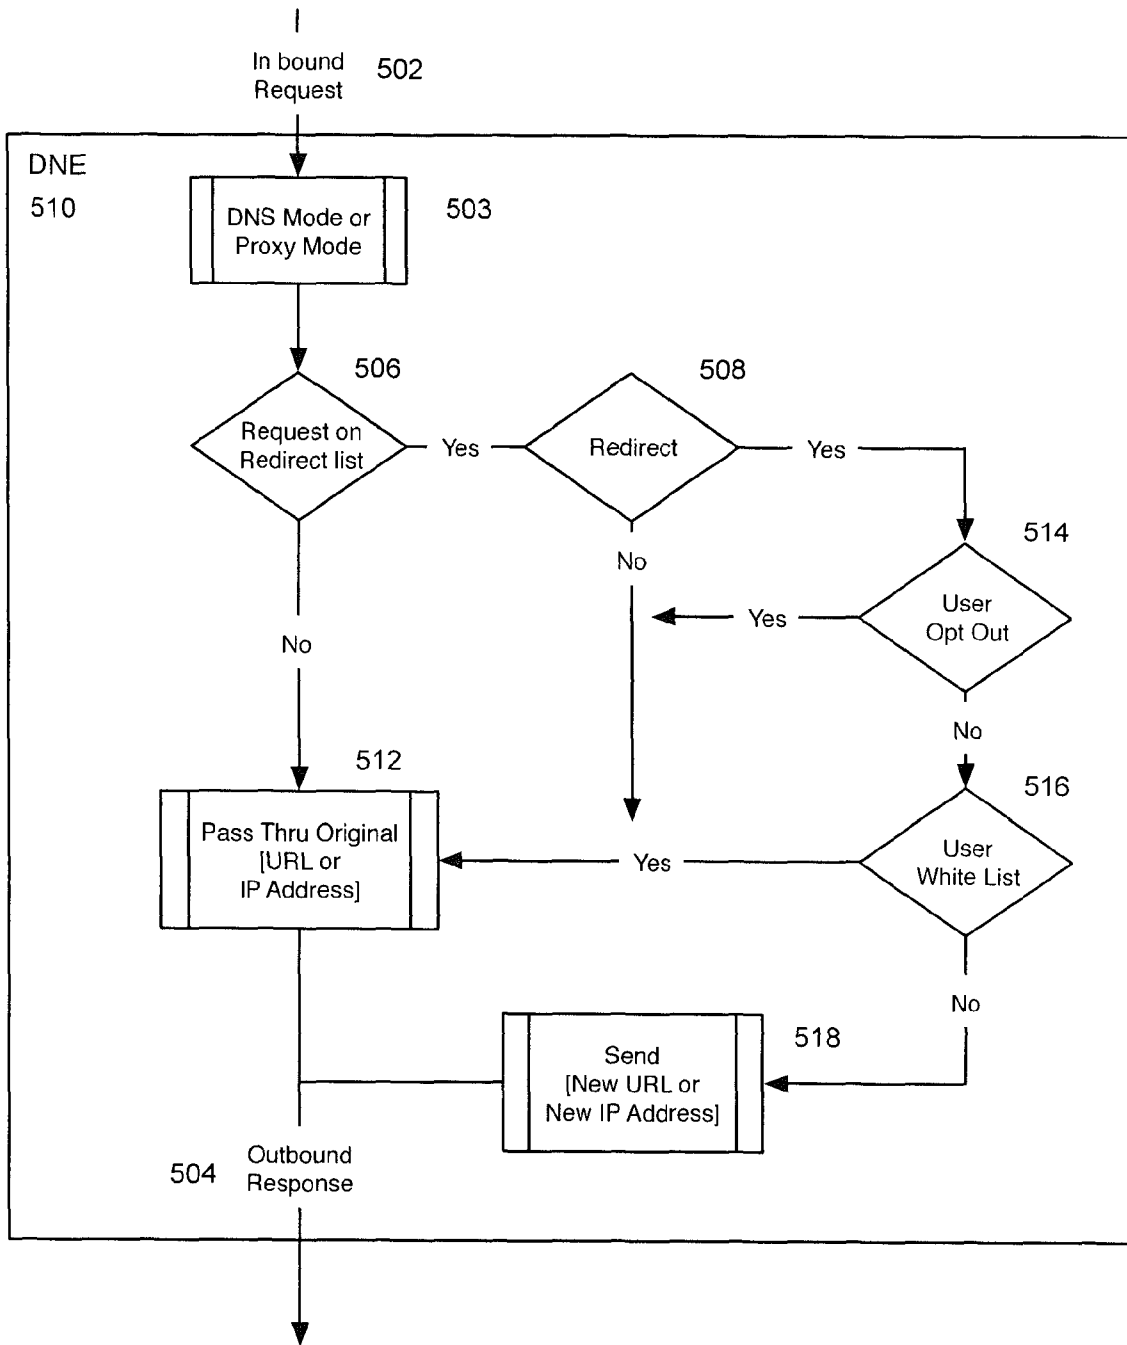 In bound
Request
502
DNE
510
DNS Mode or
Proxy Mode
503
506
Request on
Redirect list
Yes
508
Redirect
Yes
514
User
Opt Out
Yes
No
No
No
512
Pass Thru Original
[URL or
IP Address]
Yes
516
User
White List
No
518
Send
[New URL or
New IP Address]
504
Outbound
Response